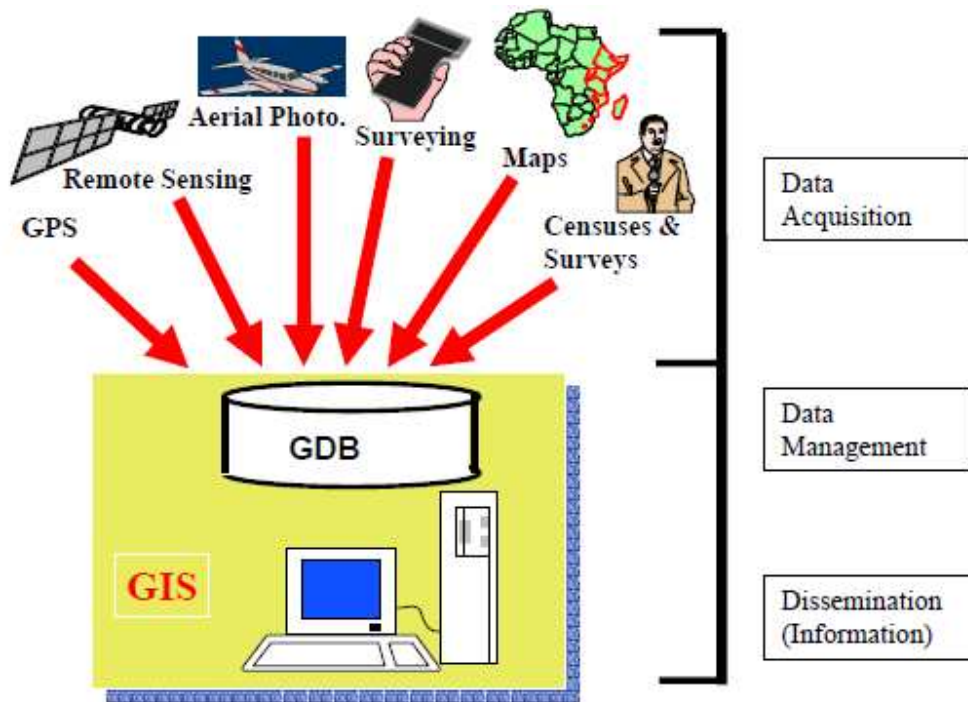 Aerial Photo.
Surveying
Remote Sensing
Maps
GPS
Censuses &
Surveys
Data
Acquisition
GDB
Data
Management
GIS
Dissemination
(Information)